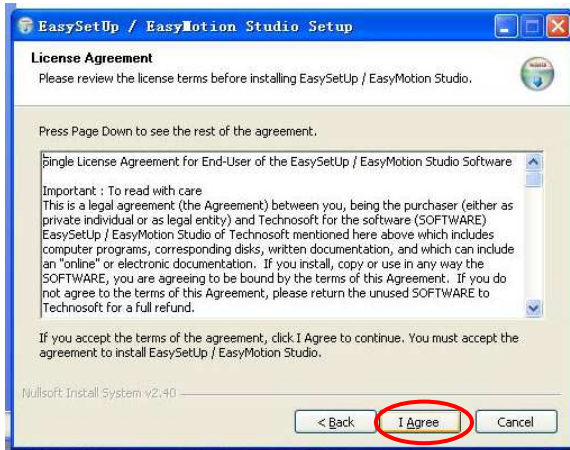 EasySetUp / EasyMotion Studio Setup
License Agreement
Please review the license terms before installing EasySetUp / EasyMotion Studio.
Press Page Down to see the rest of the agreement.
Single License Agreement for End-User of the EasySetUp / EasyMotion Studio Software
Important : To read with care
This is a legal agreement (the Agreement) between you, being the purchaser (either as
private individual or as legal entity) and Technosoft for the software (SOFTWARE)
EasySetUp / EasyMotion Studio of Technosoft mentioned here above which includes
computer programs, corresponding disks, written documentation, and which can include
an "online" or electronic documentation.  If you install, copy or use in any way the
SOFTWARE, you are agreeing to be bound by the terms of this Agreement.  If you do
not agree to the terms of this Agreement, please return the unused SOFTWARE to
Technosoft for a full refund.
If you accept the terms of the agreement, click I Agree to continue. You must accept the
agreement to install EasySetUp / EasyMotion Studio.
Nullsoft Install System v2.40
< Back I Agree Cancel